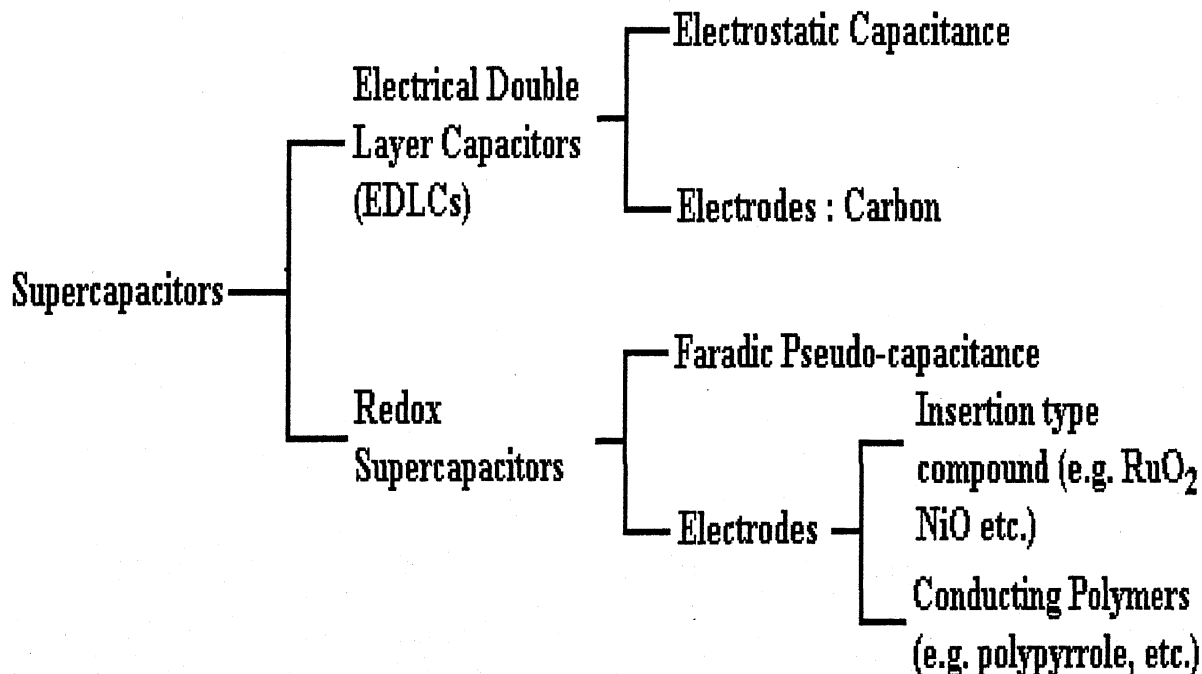 Supercapacitors
Electrical Double
Layer Capacitors
(EDLCs)
Electrostatic Capacitance
Electrodes : Carbon
Redox
Supercapacitors
Faradic Pseudo-capacitance
Electrodes
Insertion type
compound (e.g. RuO₂
NiO etc.)
Conducting Polymers
(e.g. polypyrrole, etc.)